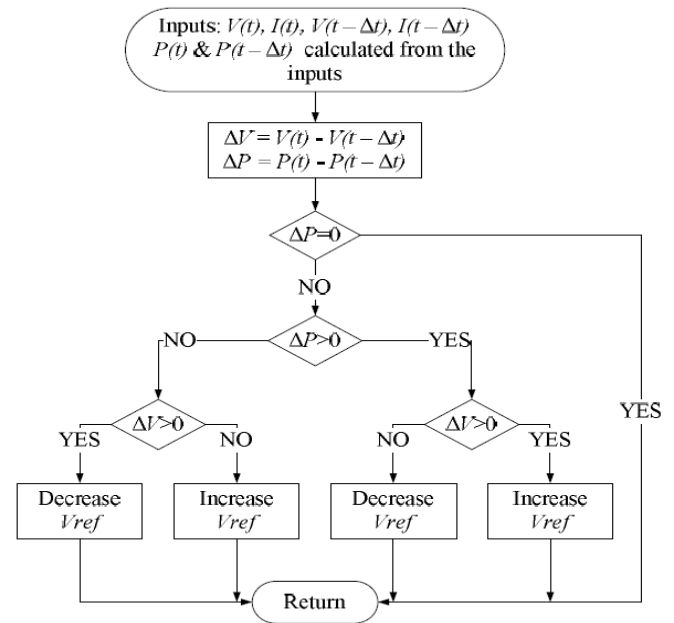 Inputs: V(t), I(t), V(t – Δt), I(t – Δt)
P(t) & P(t – Δt) calculated from the
inputs
ΔV = V(t) - V(t – Δt)
ΔP = P(t) - P(t – Δt)
ΔP=0
NO
ΔP>0
NO
YES
YES
ΔV>0
ΔV>0
YES
NO
NO
YES
Decrease
Vref
Increase
Vref
Decrease
Vref
Increase
Vref
Return